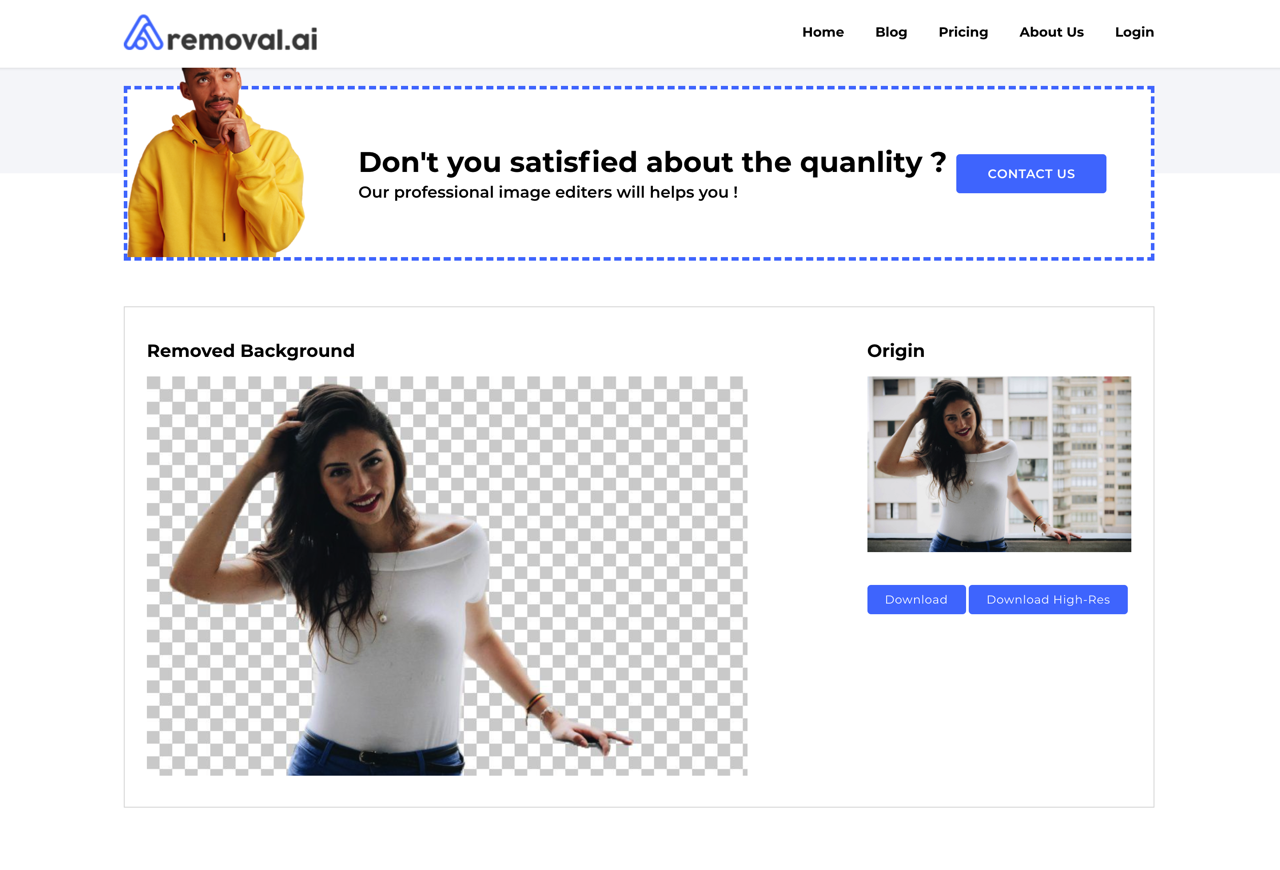 removal.ai
Home Blog Pricing About Us Login
Don't you satisfied about the quanlity ?
Our professional image editers will helps you !
CONTACT US
Removed Background
Origin
Download Download High-Res